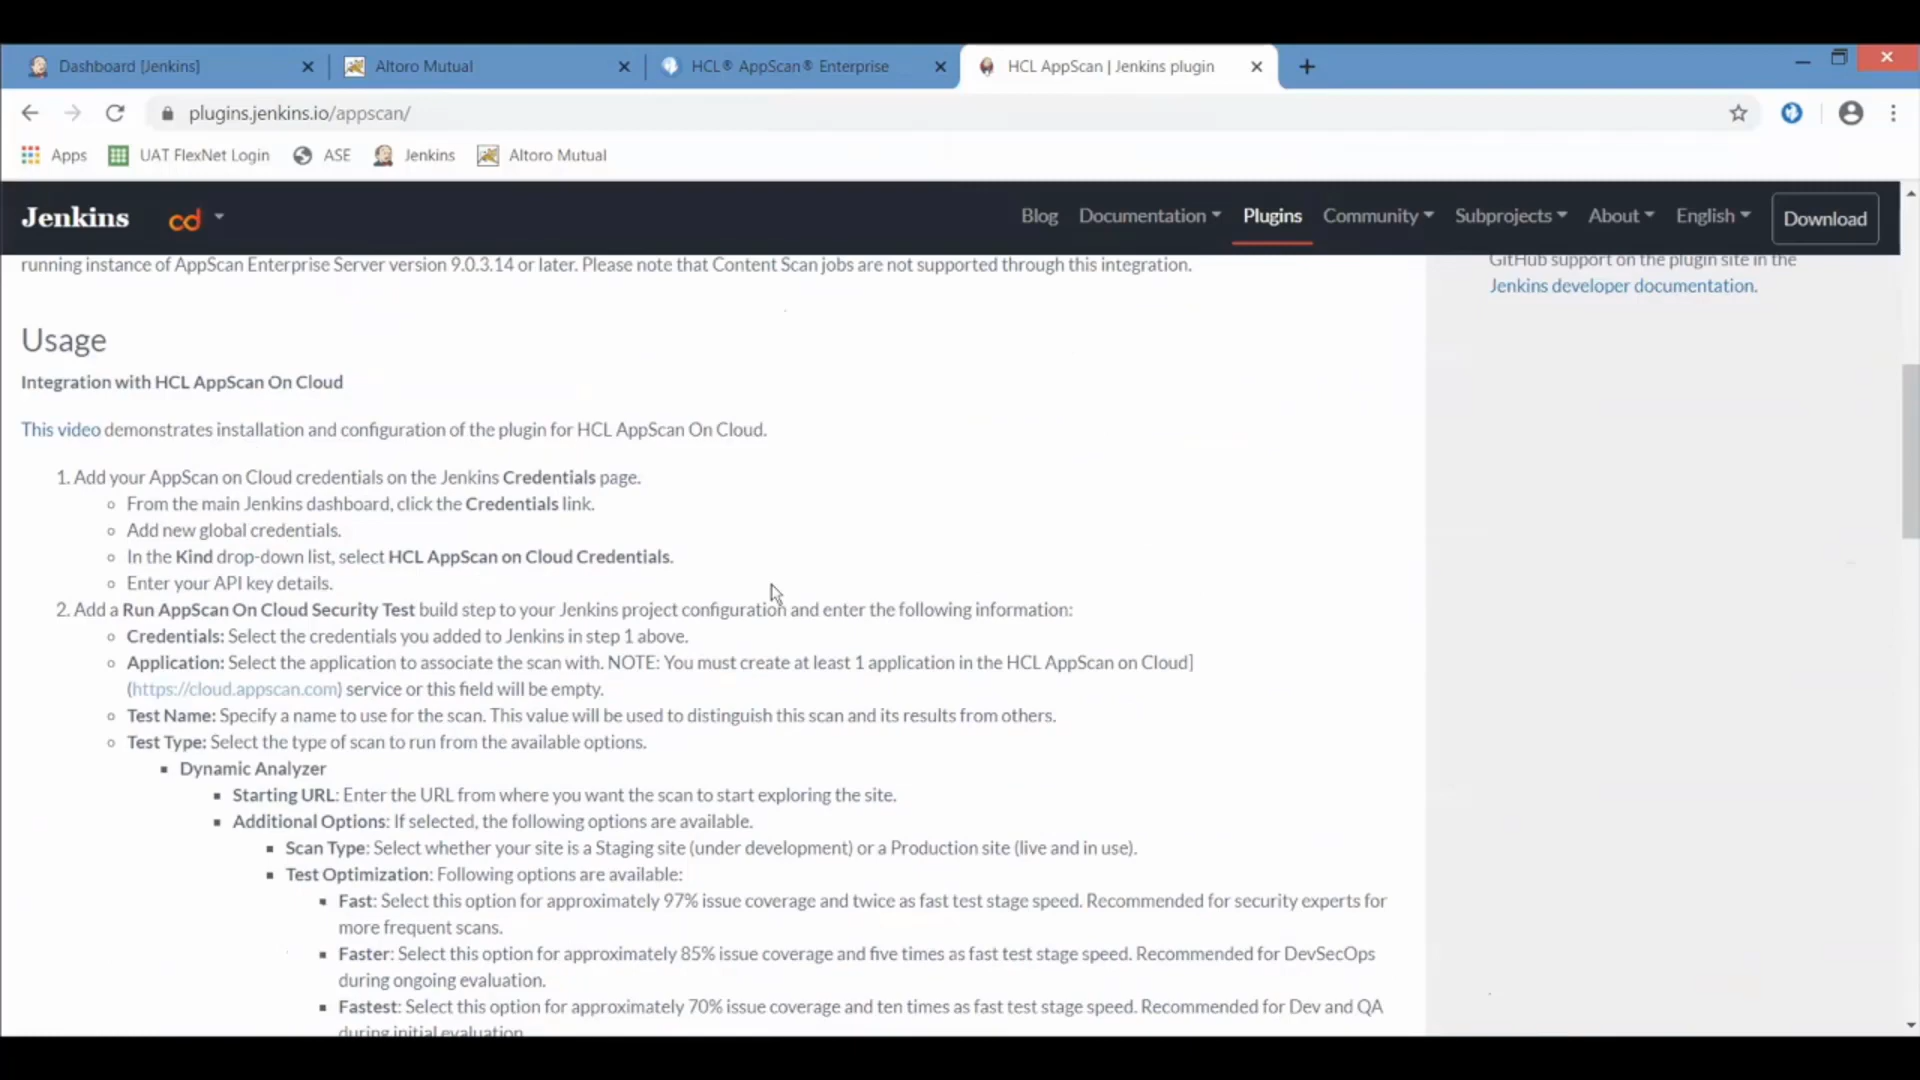 Dashboard [Jenkins]
Altoro Mutual
HCL® AppScan® Enterprise
HCL AppScan | Jenkins plugin
plugins.jenkins.io/appscan/
Apps
UAT FlexNet Login
ASE
Jenkins
Altoro Mutual
Jenkins
cd
Blog
Documentation
Plugins
Community
Subprojects
About
English
Download
running instance of AppScan Enterprise Server version 9.0.3.14 or later. Please note that Content Scan jobs are not supported through this integration.
GitHub support on the plugin site in the
Jenkins developer documentation.
Usage
Integration with HCL AppScan On Cloud
This video demonstrates installation and configuration of the plugin for HCL AppScan On Cloud.
1. Add your AppScan on Cloud credentials on the Jenkins Credentials page.
From the main Jenkins dashboard, click the Credentials link.
Add new global credentials.
In the Kind drop-down list, select HCL AppScan on Cloud Credentials.
Enter your API key details.
2. Add a Run AppScan On Cloud Security Test build step to your Jenkins project configuration and enter the following information:
Credentials: Select the credentials you added to Jenkins in step 1 above.
Application: Select the application to associate the scan with. NOTE: You must create at least 1 application in the HCL AppScan on Cloud]
(https://cloud.appscan.com) service or this field will be empty.
Test Name: Specify a name to use for the scan. This value will be used to distinguish this scan and its results from others.
Test Type: Select the type of scan to run from the available options.
Dynamic Analyzer
Starting URL: Enter the URL from where you want the scan to start exploring the site.
Additional Options: If selected, the following options are available.
Scan Type: Select whether your site is a Staging site (under development) or a Production site (live and in use).
Test Optimization: Following options are available:
Fast: Select this option for approximately 97% issue coverage and twice as fast test stage speed. Recommended for security experts for
more frequent scans.
Faster: Select this option for approximately 85% issue coverage and five times as fast test stage speed. Recommended for DevSecOps
during ongoing evaluation.
Fastest: Select this option for approximately 70% issue coverage and ten times as fast test stage speed. Recommended for Dev and QA
during initial evaluation